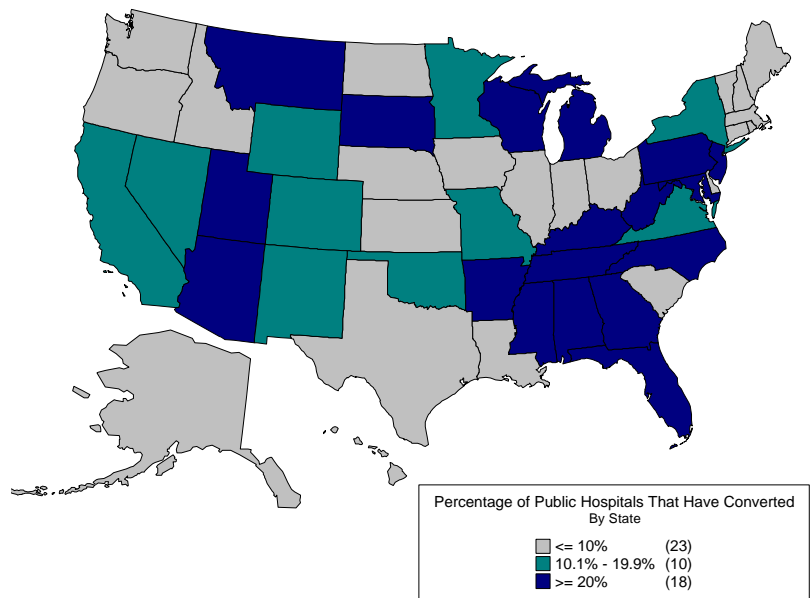 Percentage of Public Hospitals That Have Converted
By State
<= 10% (23)
10.1% - 19.9% (10)
>= 20% (18)